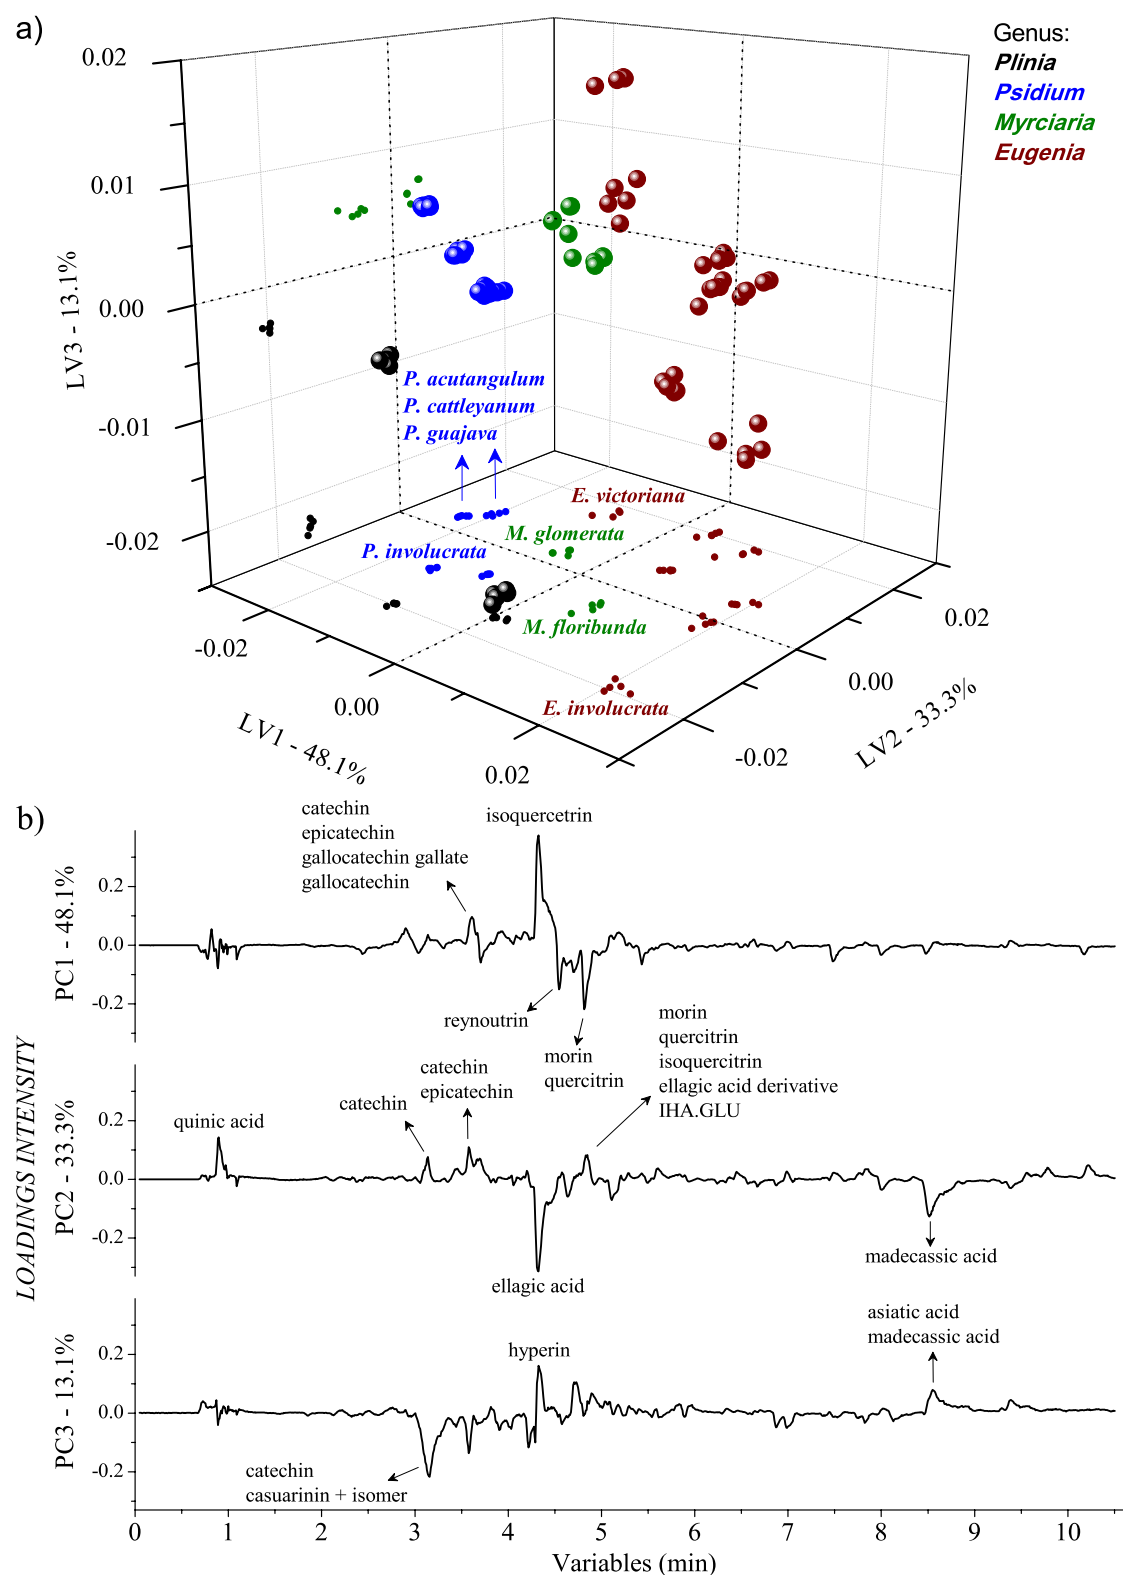 a)
Genus:
Plinia
Psidium
Myrciaria
Eugenia
0.02
0.01
0.00
-0.01
-0.02
LV3 - 13.1%
P. acutangulum
P. cattleyanum
P. guajava
E. victoriana
M. glomerata
P. involucrata
M. floribunda
E. involucrata
-0.02
0.00
0.02
LV1 - 48.1%
0.02
0.00
-0.02
LV2 - 33.3%
b)
catechin
epicatechin
gallocatechin gallate
gallocatechin
isoquercetrin
0.2
0.0
-0.2
PC1 - 48.1%
reynoutrin
morin
quercitrin
morin
quercitrin
isoquercitrin
ellagic acid derivative
IHA.GLU
catechin
epicatechin
catechin
quinic acid
0.2
0.0
-0.2
PC2 - 33.3%
LOADINGS INTENSITY
ellagic acid
madecassic acid
asiatic acid
madecassic acid
hyperin
0.2
0.0
-0.2
PC3 - 13.1%
catechin
casuarinin + isomer
0 1 2 3 4 5 6 7 8 9 10
Variables (min)